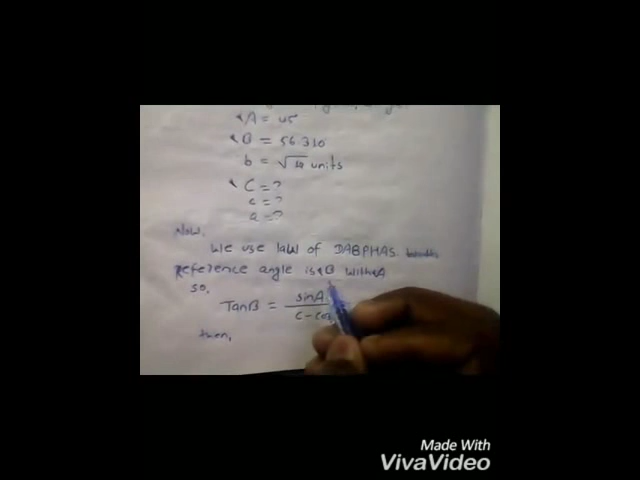 ∢A = 45
∢B = 56.310
b = √ units
∢C = ?
c = ?
a = ?
Now.
We use law of DABPHAS.
reference angle is ∢B with ∢A
so,
TanB = sinA
c - cos
then,
Made With
VivaVideo